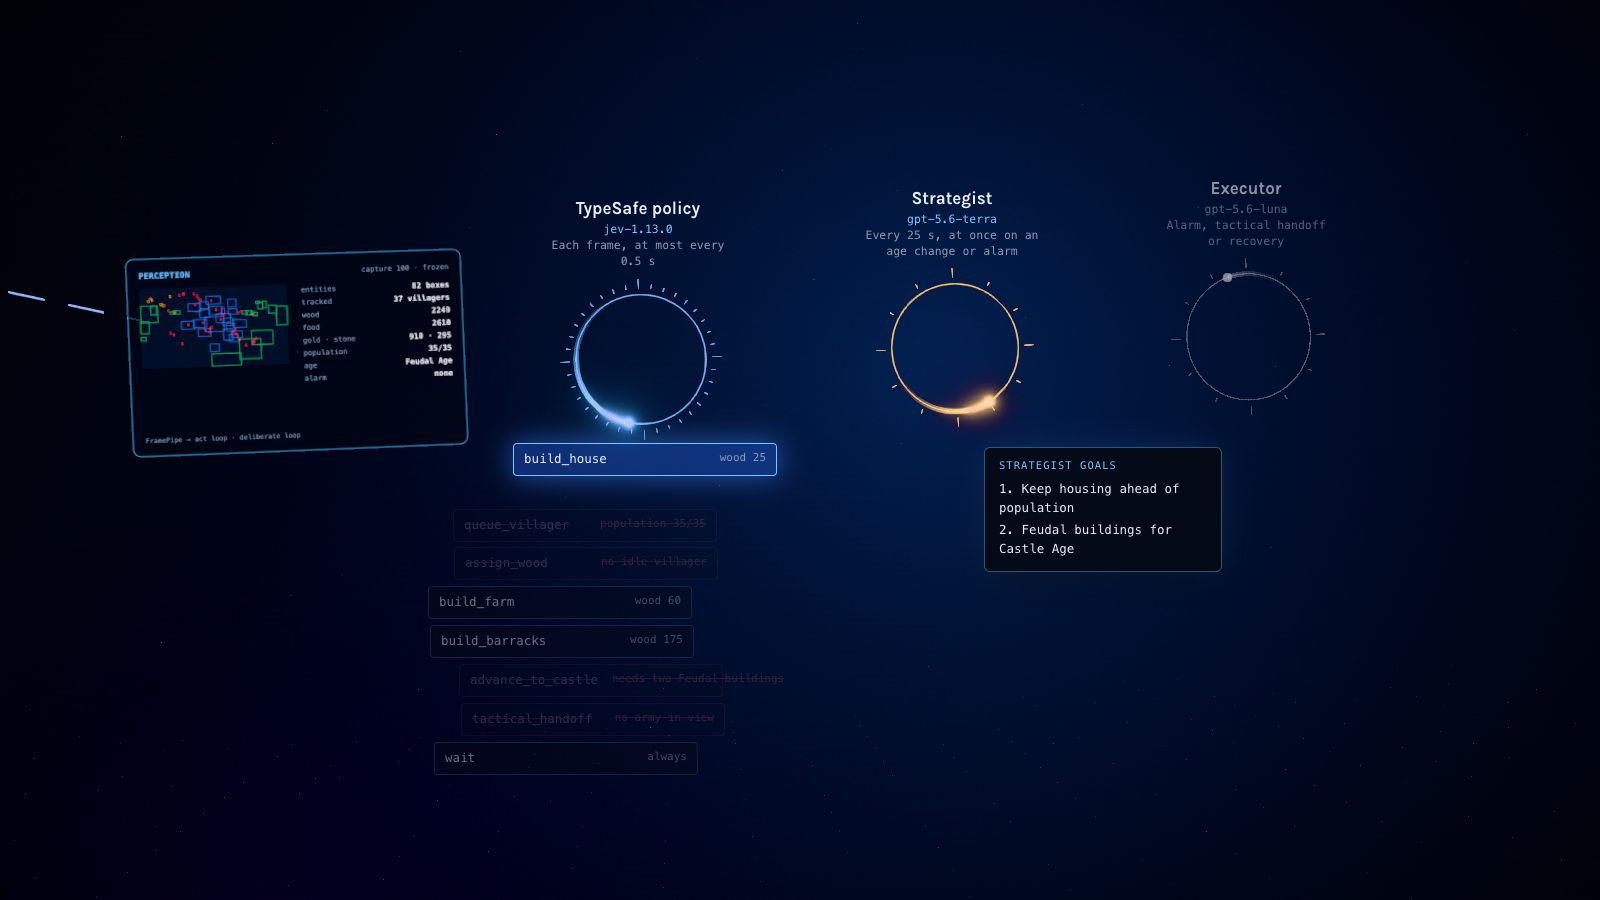 PERCEPTION
capture 100 · frozen
entities 82 boxes
tracked 37 villagers
wood 2249
food 2610
gold · stone 910 · 295
population 35/35
age Feudal Age
alarm none
FramePipe → act loop · deliberate loop
TypeSafe policy
jev-1.13.0
Each frame, at most every
0.5 s
build_house wood 25
queue_villager population 35/35
assign_wood no idle villager
build_farm wood 60
build_barracks wood 175
advance_to_castle needs two Feudal buildings
tactical_handoff no army in view
wait always
Strategist
gpt-5.6-terra
Every 25 s, at once on an
age change or alarm
STRATEGIST GOALS
1. Keep housing ahead of
population
2. Feudal buildings for
Castle Age
Executor
gpt-5.6-luna
Alarm, tactical handoff
or recovery